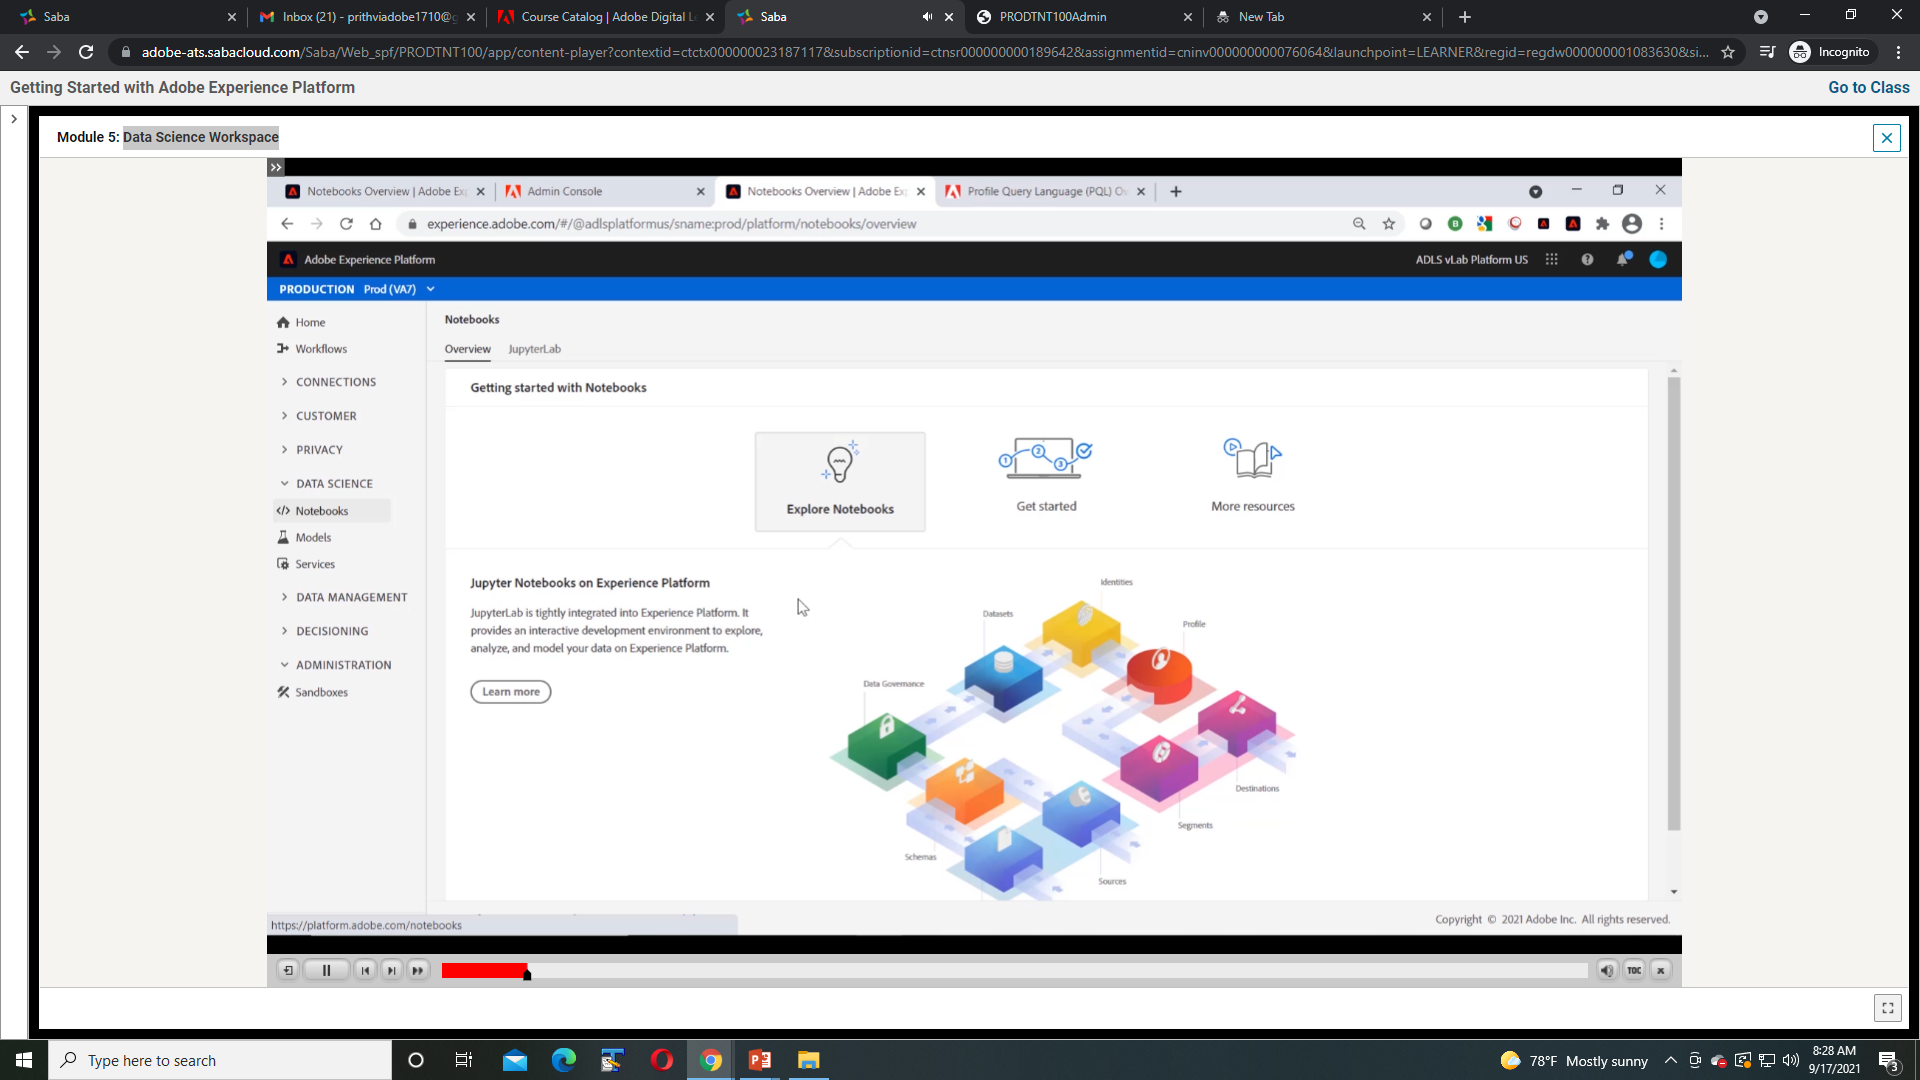 Saba
Inbox (21) - prithviadobe1710@g
Course Catalog | Adobe Digital L
Saba
PRODTNT100Admin
New Tab
adobe-ats.sabacloud.com/Saba/Web_spf/PRODTNT100/app/content-player?contextid=ctctx000000023187117&subscriptionid=ctnsr000000000189642&assignmentid=cninv000000000076064&launchpoint=LEARNER&regid=regdw000000001083630&si...
Incognito
Getting Started with Adobe Experience Platform
Go to Class
Module 5: Data Science Workspace
Notebooks Overview | Adobe Ex
Admin Console
Notebooks Overview | Adobe Ex
Profile Query Language (PQL) Ov
experience.adobe.com/#/@adlsplatformus/sname:prod/platform/notebooks/overview
Adobe Experience Platform
ADLS vLab Platform US
PRODUCTION Prod (VA7)
Home
Workflows
CONNECTIONS
CUSTOMER
PRIVACY
DATA SCIENCE
Notebooks
Models
Services
DATA MANAGEMENT
DECISIONING
ADMINISTRATION
Sandboxes
Notebooks
Overview
JupyterLab
Getting started with Notebooks
Explore Notebooks
1 2 3
Get started
More resources
Jupyter Notebooks on Experience Platform
JupyterLab is tightly integrated into Experience Platform. It
provides an interactive development environment to explore,
analyze, and model your data on Experience Platform.
Learn more
Identities
Datasets
Profile
Data Governance
Destinations
Segments
Schemas
Sources
https://platform.adobe.com/notebooks
Copyright © 2021 Adobe Inc. All rights reserved.
TOC
Type here to search
78°F Mostly sunny
8:28 AM
9/17/2021
3